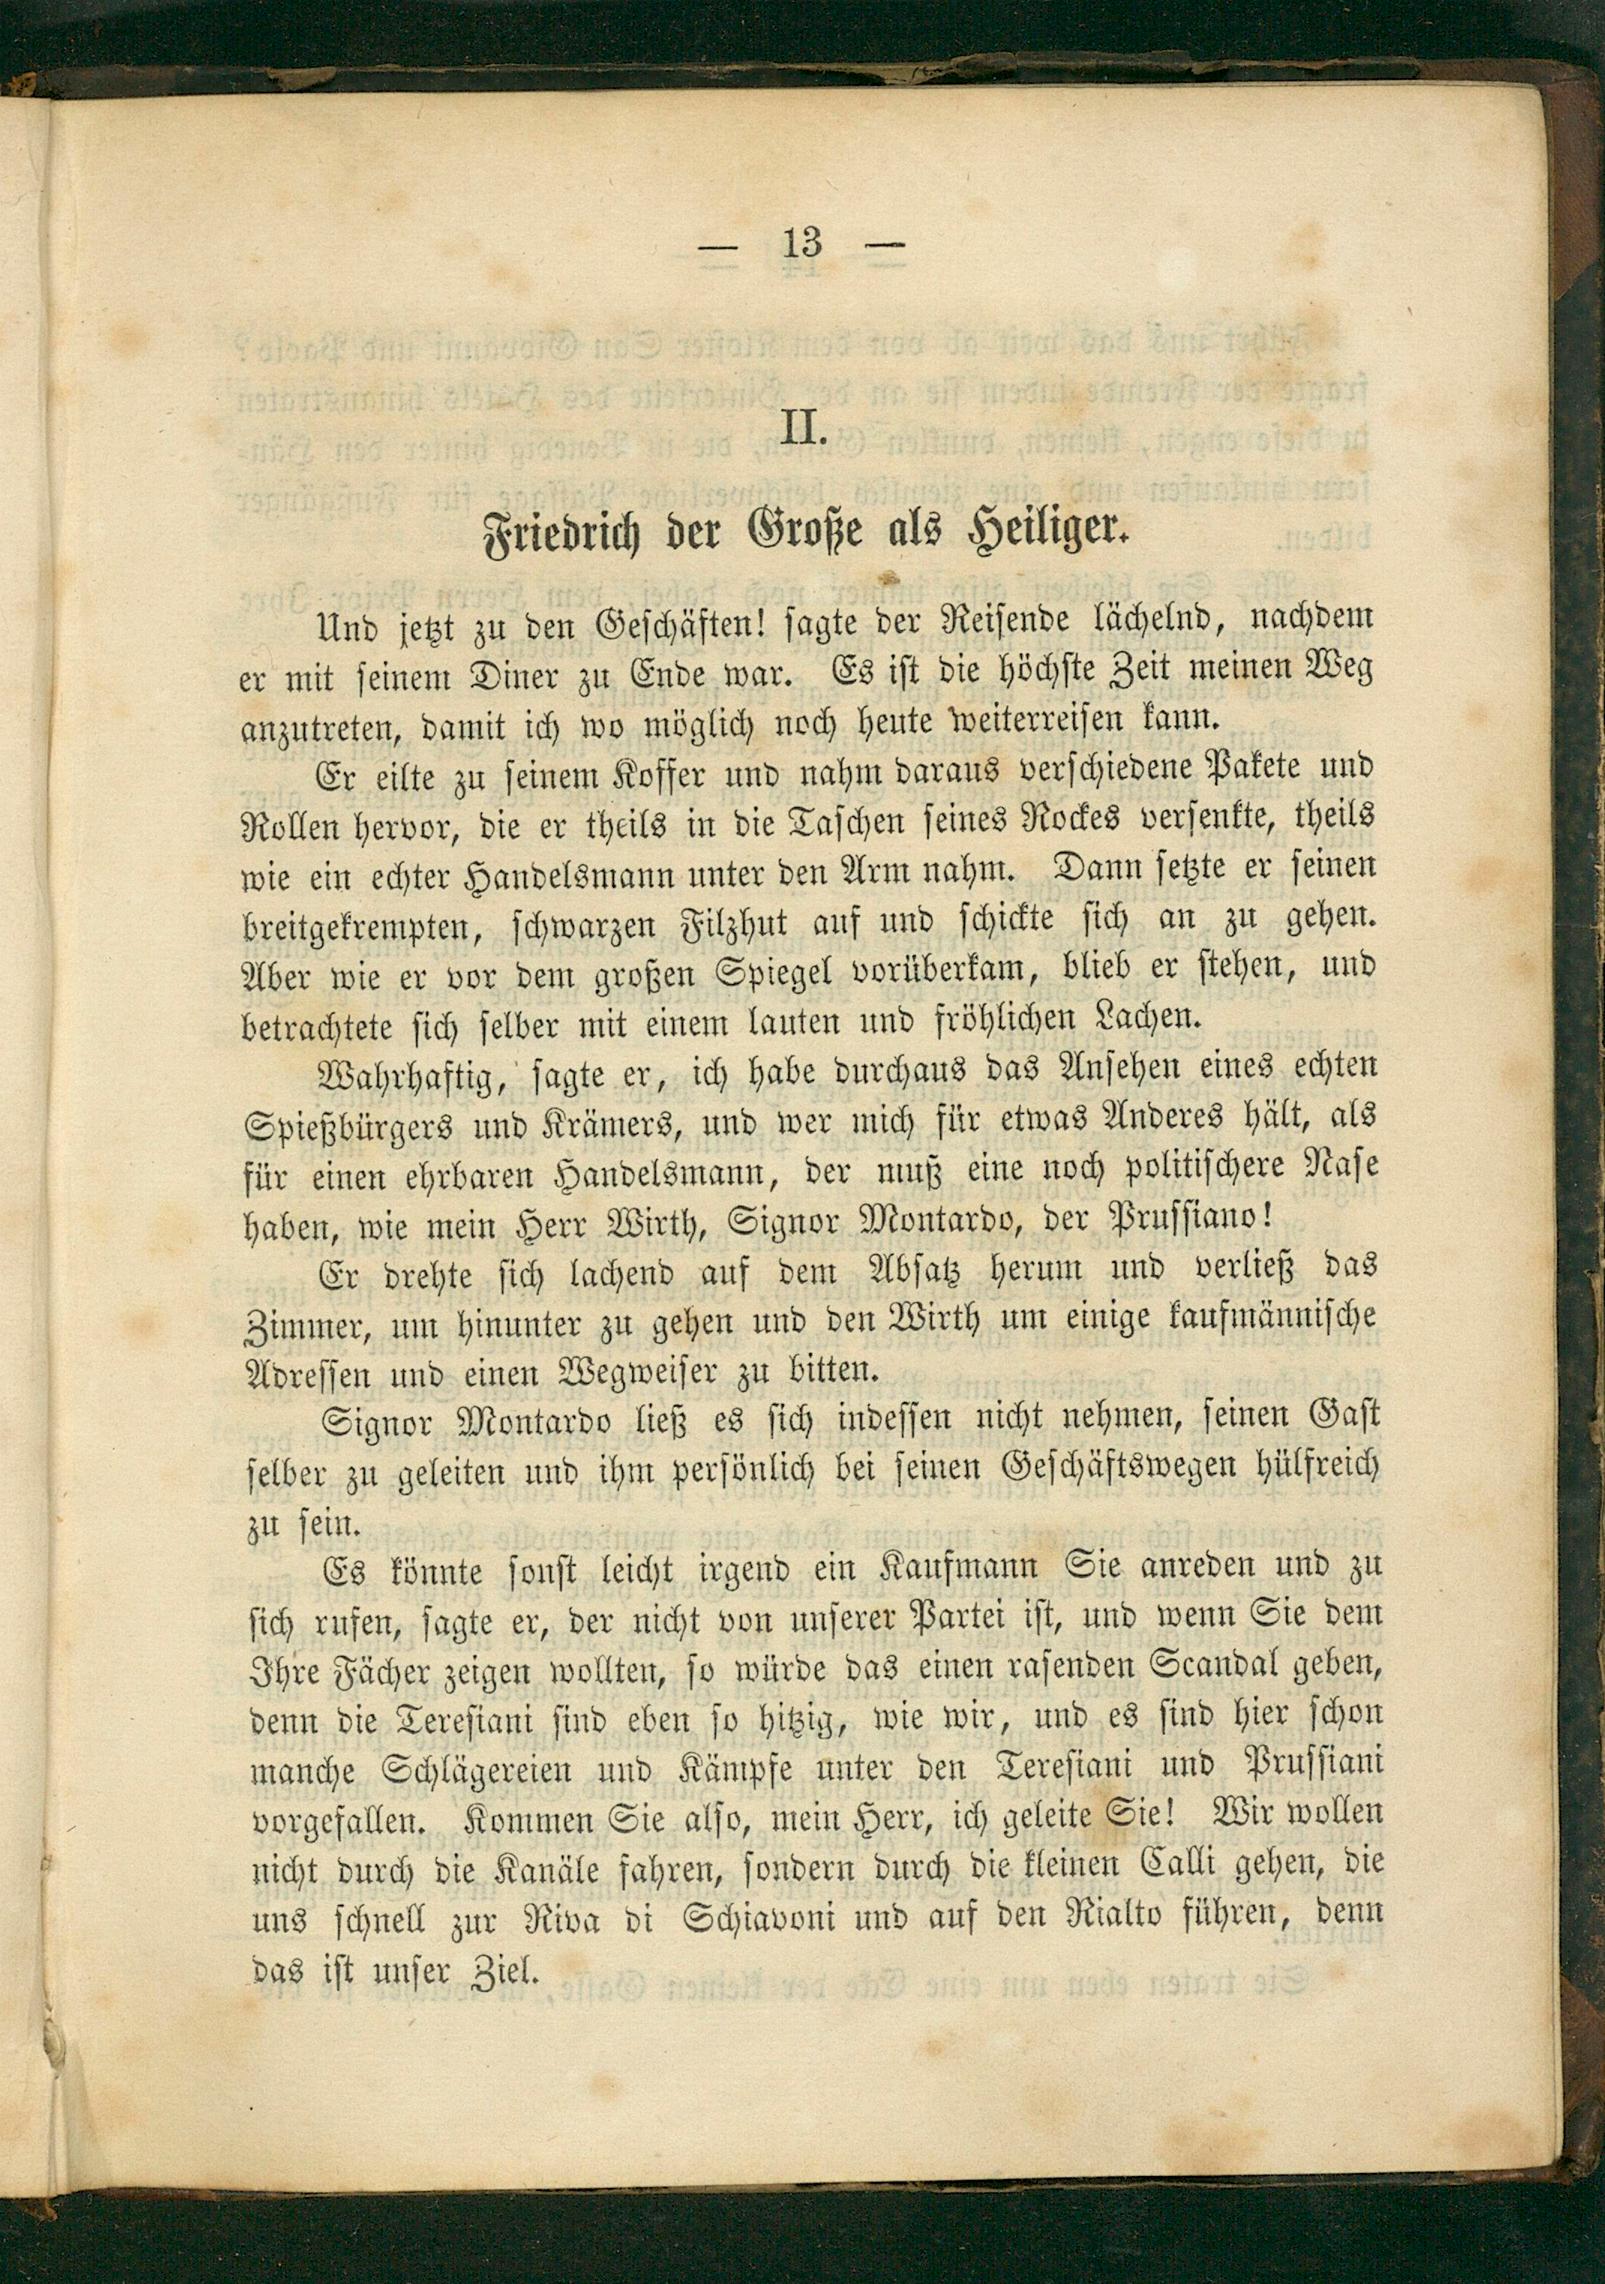 — 13 —
II.
Friedrich der Große als Heiliger.
Und jetzt zu den Geschäften! sagte der Reisende lächelnd, nachdem
er mit seinem Diner zu Ende war. Es ist die höchste Zeit meinen Weg
anzutreten, damit ich wo möglich noch heute weiterreisen kann.
Er eilte zu seinem Koffer und nahm daraus verschiedene Pakete und
Rollen hervor, die er theils in die Taschen seines Rockes versenkte, theils
wie ein echter Handelsmann unter den Arm nahm. Dann setzte er seinen
breitgekrempten, schwarzen Filzhut auf und schickte sich an zu gehen.
Aber wie er vor dem großen Spiegel vorüberkam, blieb er stehen, und
betrachtete sich selber mit einem lauten und fröhlichen Lachen.
Wahrhaftig, sagte er, ich habe durchaus das Ansehen eines echten
Spießbürgers und Krämers, und wer mich für etwas Anderes hält, als
für einen ehrbaren Handelsmann, der muß eine noch politischere Nase
haben, wie mein Herr Wirth, Signor Montardo, der Prussiano!
Er drehte sich lachend auf dem Absatz herum und verließ das
Zimmer, um hinunter zu gehen und den Wirth um einige kaufmännische
Adressen und einen Wegweiser zu bitten.
Signor Montardo ließ es sich indessen nicht nehmen, seinen Gast
selber zu geleiten und ihm persönlich bei seinen Geschäftswegen hülfreich
zu sein.
Es könnte sonst leicht irgend ein Kaufmann Sie anreden und zu
sich rufen, sagte er, der nicht von unserer Partei ist, und wenn Sie dem
Ihre Fächer zeigen wollten, so würde das einen rasenden Scandal geben,
denn die Teresiani sind eben so hitzig, wie wir, und es sind hier schon
manche Schlägereien und Kämpfe unter den Teresiani und Prussiani
vorgefallen. Kommen Sie also, mein Herr, ich geleite Sie! Wir wollen
nicht durch die Kanäle fahren, sondern durch die kleinen Calli gehen, die
uns schnell zur Riva di Schiavoni und auf den Rialto führen, denn
das ist unser Ziel.